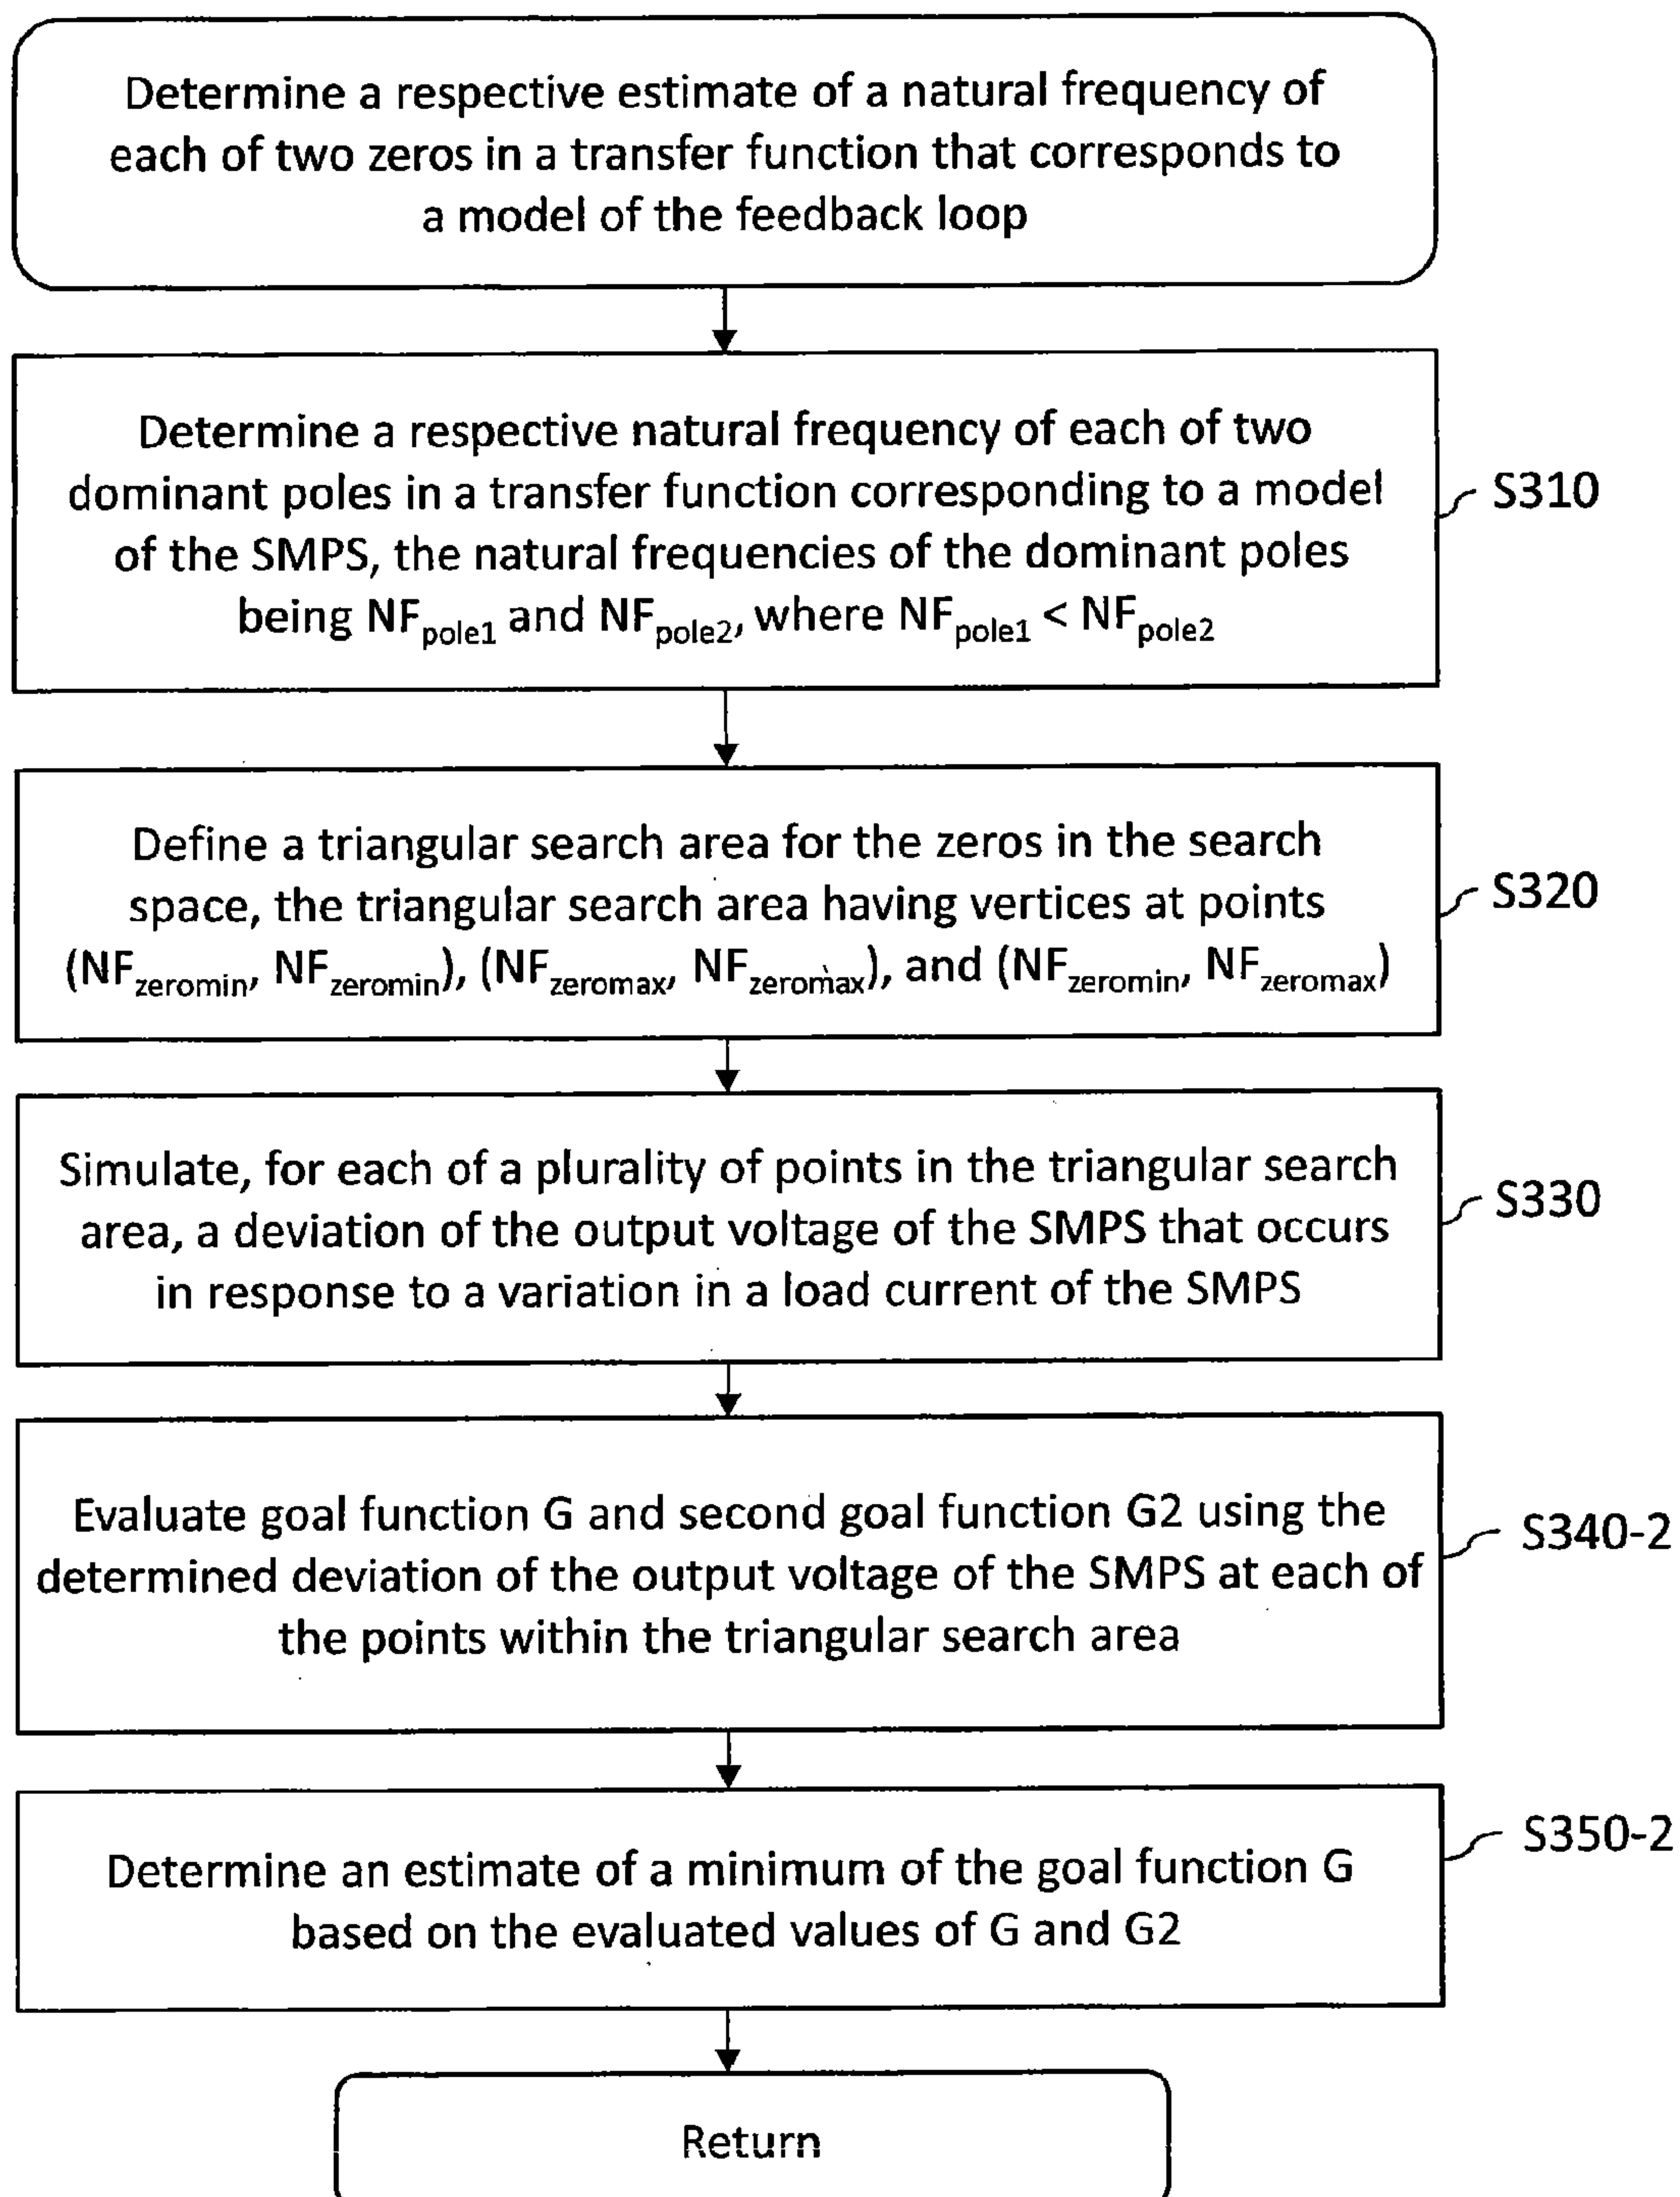 Determine a respective estimate of a natural frequency of
each of two zeros in a transfer function that corresponds to
a model of the feedback loop
Determine a respective natural frequency of each of two
dominant poles in a transfer function corresponding to a model
of the SMPS, the natural frequencies of the dominant poles
being NFpole1 and NFpole2, where NFpole1 < NFpole2
S310
Define a triangular search area for the zeros in the search
space, the triangular search area having vertices at points
(NFzeromin, NFzeromin), (NFzeromax, NFzeromax), and (NFzeromin, NFzeromax)
S320
Simulate, for each of a plurality of points in the triangular search
area, a deviation of the output voltage of the SMPS that occurs
in response to a variation in a load current of the SMPS
S330
Evaluate goal function G and second goal function G2 using the
determined deviation of the output voltage of the SMPS at each of
the points within the triangular search area
S340-2
Determine an estimate of a minimum of the goal function G
based on the evaluated values of G and G2
S350-2
Return